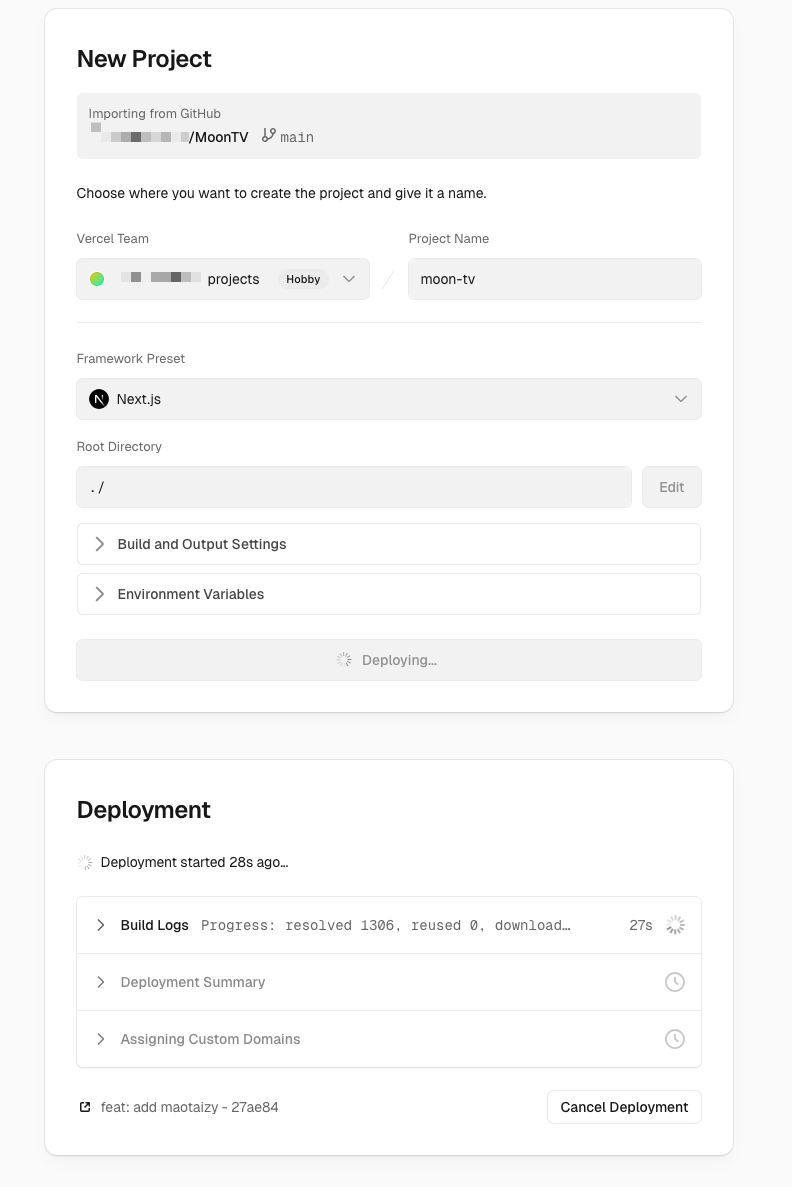 New Project
Importing from GitHub
/MoonTV main
Choose where you want to create the project and give it a name.
Vercel Team
Project Name
projects Hobby
/
moon-tv
Framework Preset
Next.js
Root Directory
./
Edit
Build and Output Settings
Environment Variables
Deploying...
Deployment
Deployment started 28s ago...
Build Logs Progress: resolved 1306, reused 0, download… 27s
Deployment Summary
Assigning Custom Domains
feat: add maotaizy - 27ae84
Cancel Deployment